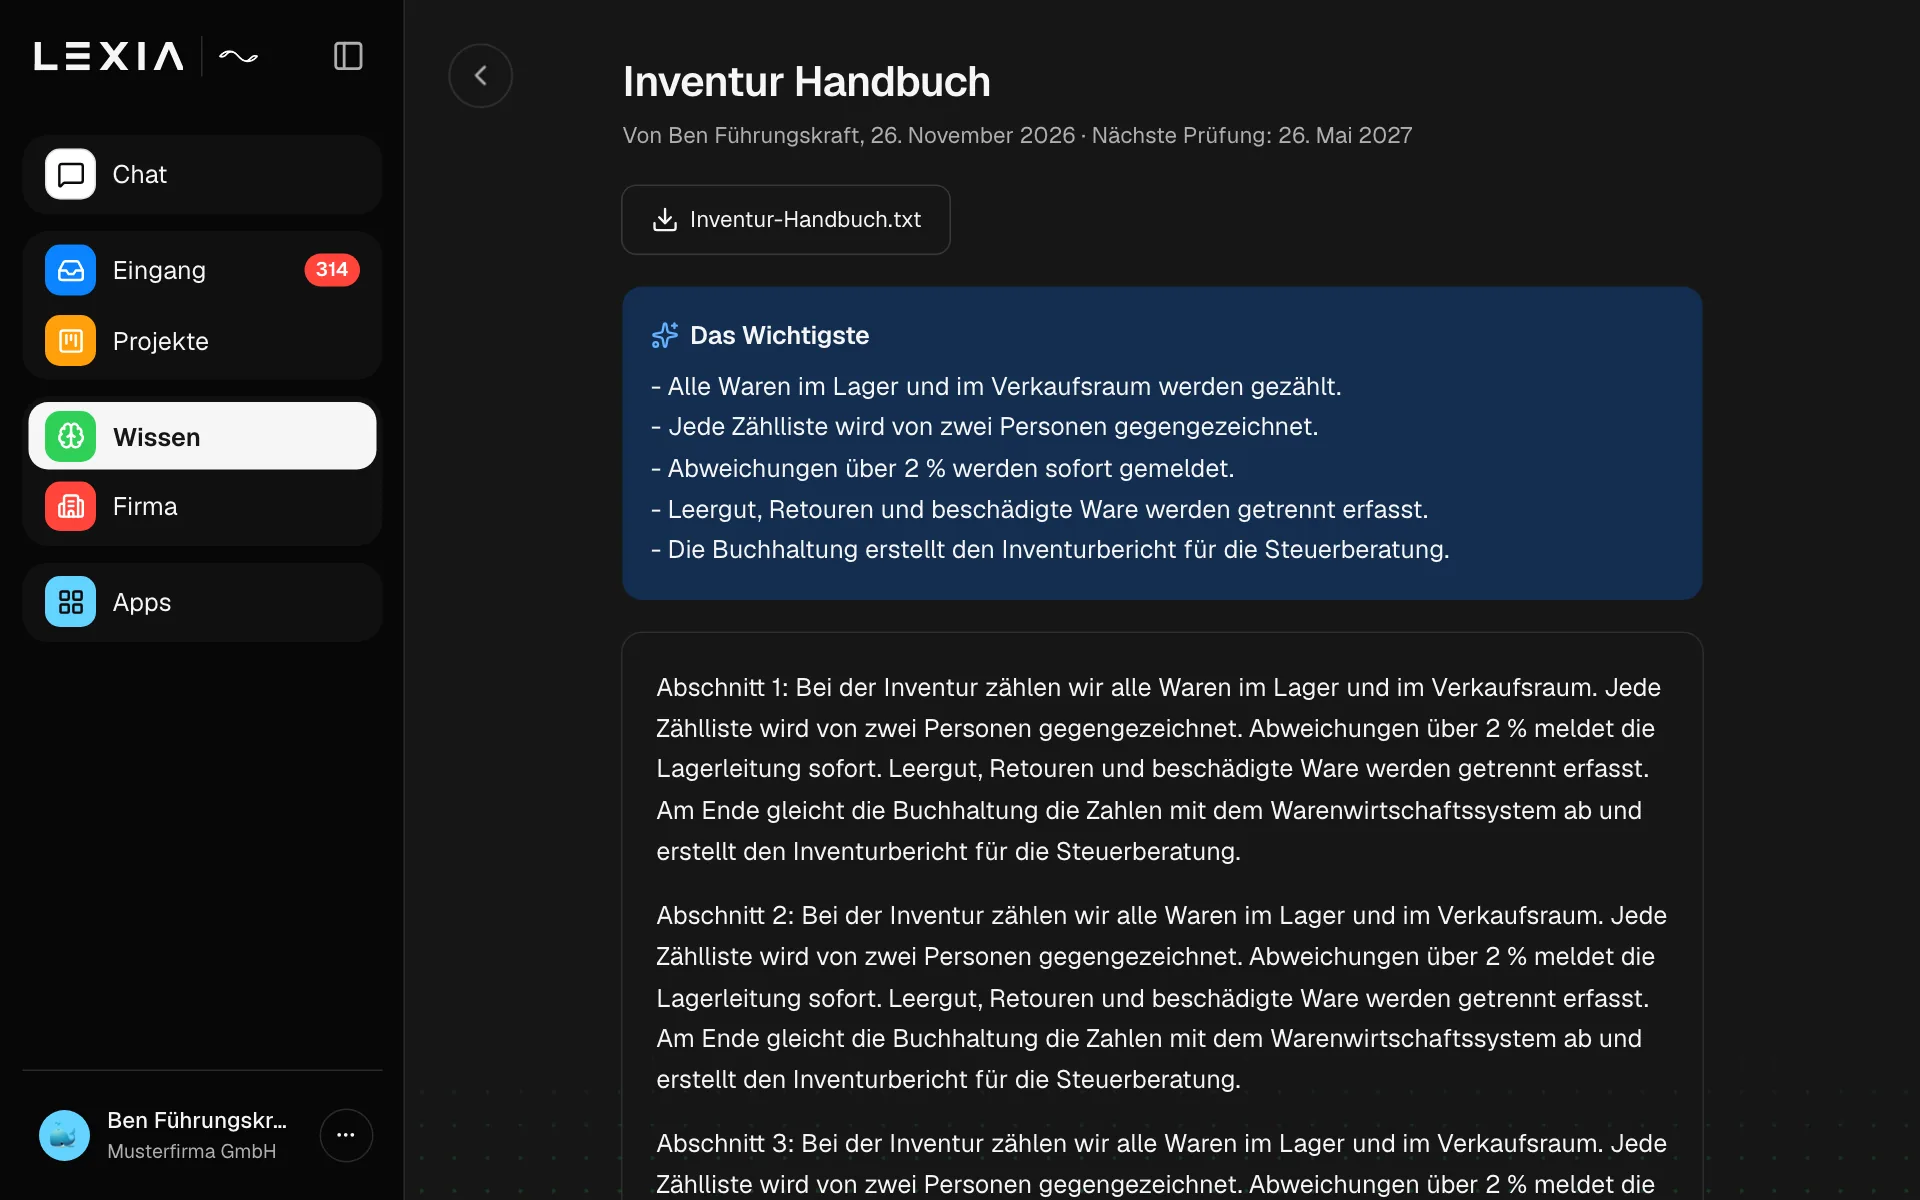 LEXIA
Chat
Eingang 314
Projekte
Wissen
Firma
Apps
Ben Führungskr...
Musterfirma GmbH
Inventur Handbuch
Von Ben Führungskraft, 26. November 2026 · Nächste Prüfung: 26. Mai 2027
Inventur-Handbuch.txt
Das Wichtigste
- Alle Waren im Lager und im Verkaufsraum werden gezählt.
- Jede Zählliste wird von zwei Personen gegengezeichnet.
- Abweichungen über 2 % werden sofort gemeldet.
- Leergut, Retouren und beschädigte Ware werden getrennt erfasst.
- Die Buchhaltung erstellt den Inventurbericht für die Steuerberatung.
Abschnitt 1: Bei der Inventur zählen wir alle Waren im Lager und im Verkaufsraum. Jede
Zählliste wird von zwei Personen gegengezeichnet. Abweichungen über 2 % meldet die
Lagerleitung sofort. Leergut, Retouren und beschädigte Ware werden getrennt erfasst.
Am Ende gleicht die Buchhaltung die Zahlen mit dem Warenwirtschaftssystem ab und
erstellt den Inventurbericht für die Steuerberatung.
Abschnitt 2: Bei der Inventur zählen wir alle Waren im Lager und im Verkaufsraum. Jede
Zählliste wird von zwei Personen gegengezeichnet. Abweichungen über 2 % meldet die
Lagerleitung sofort. Leergut, Retouren und beschädigte Ware werden getrennt erfasst.
Am Ende gleicht die Buchhaltung die Zahlen mit dem Warenwirtschaftssystem ab und
erstellt den Inventurbericht für die Steuerberatung.
Abschnitt 3: Bei der Inventur zählen wir alle Waren im Lager und im Verkaufsraum. Jede
Zählliste wird von zwei Personen gegengezeichnet. Abweichungen über 2 % meldet die